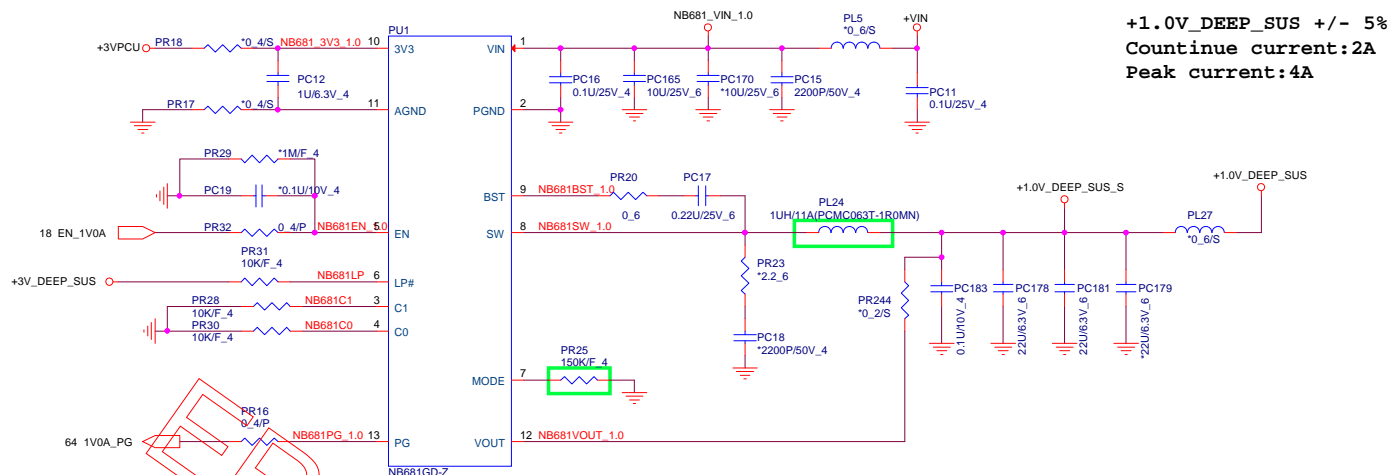 +1.0V_DEEP_SUS +/- 5%
Countinue current:2A
Peak current:4A
NB681_VIN_1.0
PL5
*0_6/S
+VIN
PU1
+3VPCU
PR18
*0_4/S
NB681_3V3_1.0
10
3V3
VIN
1
PC12
1U/6.3V_4
PC16
0.1U/25V_4
PC165
10U/25V_6
PC170
*10U/25V_6
PC15
2200P/50V_4
PC11
0.1U/25V_4
PR17
*0_4/S
11
AGND
PGND
2
PR29
*1M/F_4
PC19
*0.1U/10V_4
BST
9
NB681BST_1.0
PR20
0_6
PC17
0.22U/25V_6
+1.0V_DEEP_SUS_S
+1.0V_DEEP_SUS
18 EN_1V0A
PR32
0_4/P
NB681EN_1.0
5
EN
SW
8
NB681SW_1.0
PL24
1UH/11A(PCMC063T-1R0MN)
PL27
*0_6/S
PR31
10K/F_4
+3V_DEEP_SUS
NB681LP
6
LP#
PR23
*2.2_6
PR28
10K/F_4
NB681C1
3
C1
PR30
10K/F_4
NB681C0
4
C0
PR244
*0_2/S
PC183
0.1U/10V_4
PC178
22U/6.3V_6
PC181
22U/6.3V_6
PC179
*22U/6.3V_6
PC18
*2200P/50V_4
PR25
150K/F_4
MODE
7
PR16
0_4/P
64 1V0A_PG
NB681PG_1.0
13
PG
VOUT
12
NB681VOUT_1.0
NB681GD-Z